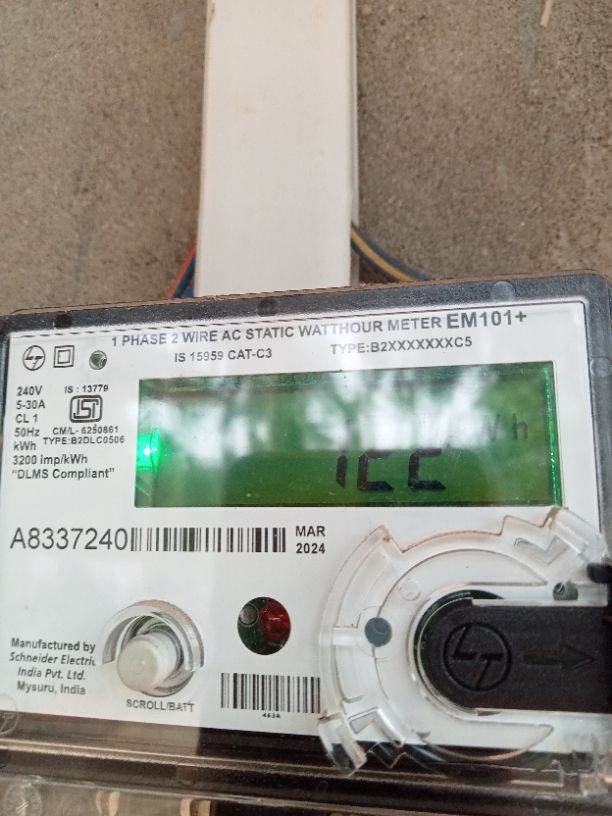 1 PHASE 2 WIRE AC STATIC WATTHOUR METER EM101+
IS 15959 CAT-C3 TYPE:B2XXXXXXXC5
240V
5-30A
CL 1
50Hz
kWh
3200 imp/kWh
"DLMS Compliant"
IS : 13779
CM/L- 6250861
TYPE:B2DLC0506
A8337240
MAR
2024
Manufactured by
Schneider Electric
India Pvt. Ltd.
Mysuru, India
SCROLL/BATT
LT